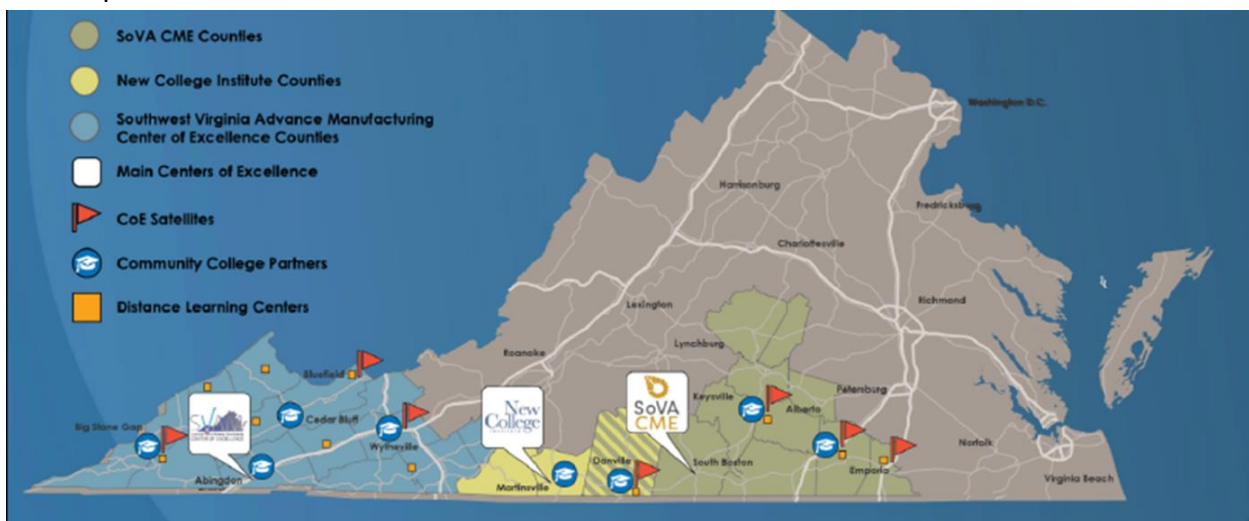 SoVA CME Counties
New College Institute Counties
Southwest Virginia Advance Manufacturing
Center of Excellence Counties
Main Centers of Excellence
CoE Satellites
Community College Partners
Distance Learning Centers
Washington D.C.
Harrisonburg
Fredricksburg
Charlottesville
Lexington
Richmond
Roanoke
Lynchburg
Bluefield
Petersburg
Keysville
Alberta
SoVA
CME
New
College
Big Stone Gap
CENTER OF EXCELLENCE
Cedar Bluff
Wytheville
Danville
South Boston
Emporia
Norfolk
Abingdon
Martinsville
Virginia Beach